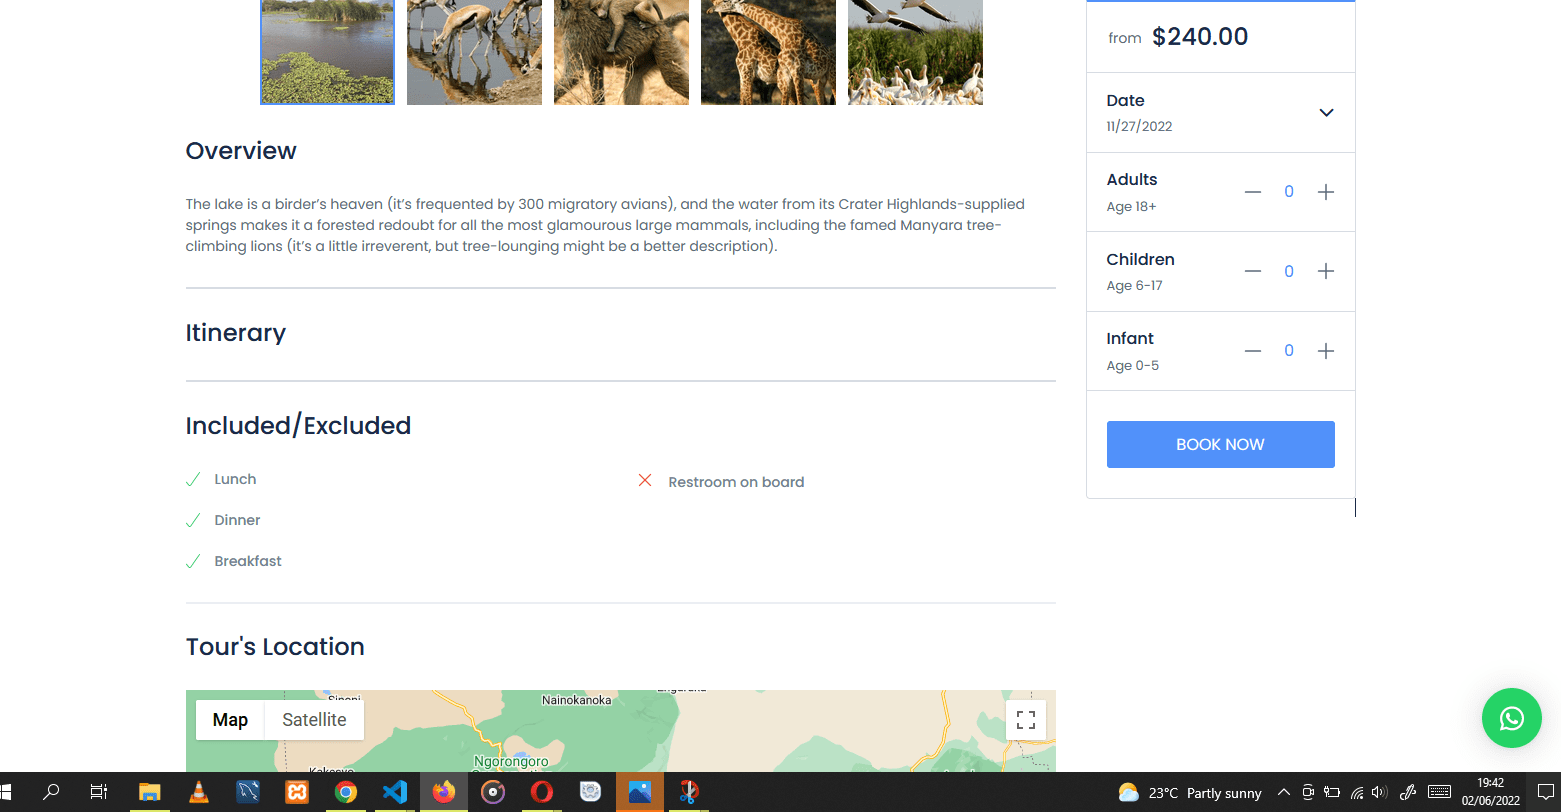 from $240.00
Date
11/27/2022
Adults
0
Age 18+
Children
0
Age 6-17
Infant
0
Age 0-5
BOOK NOW
Overview
The lake is a birder’s heaven (it’s frequented by 300 migratory avians), and the water from its Crater Highlands-supplied
springs makes it a forested redoubt for all the most glamourous large mammals, including the famed Manyara tree-
climbing lions (it’s a little irreverent, but tree-lounging might be a better description).
Itinerary
Included/Excluded
Lunch
Restroom on board
Dinner
Breakfast
Tour's Location
Map
Satellite
Nainokanoka
Ngorongoro
23°C Partly sunny
19:42
02/06/2022